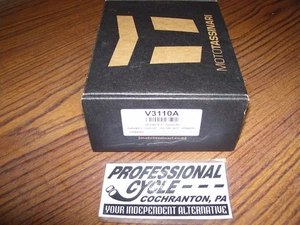 MOTOTASSINARI
V3110A
PROFESSIONAL
CYCLE
COCHRANTON, PA
YOUR INDEPENDENT ALTERNATIVE